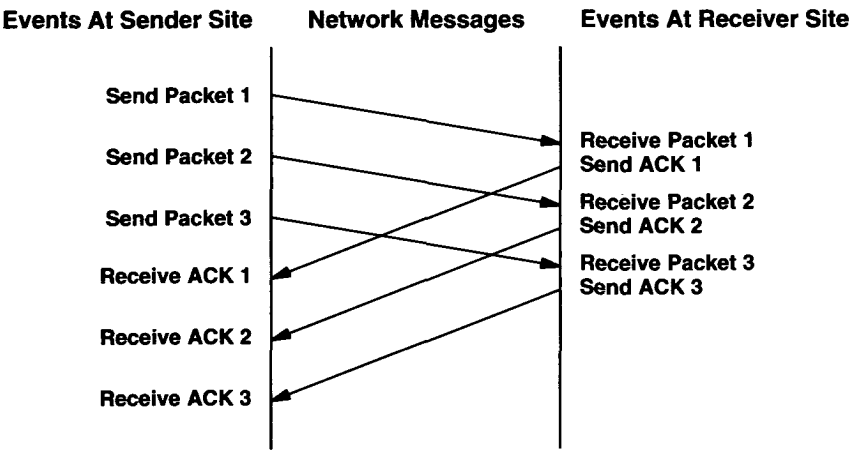 Events At Sender Site
Network Messages
Events At Receiver Site
Send Packet 1
Receive Packet 1
Send Packet 2
Send ACK 1
Receive Packet 2
Send Packet 3
Send ACK 2
Receive Packet 3
Receive ACK 1
Send ACK 3
Receive ACK 2
Receive ACK 3